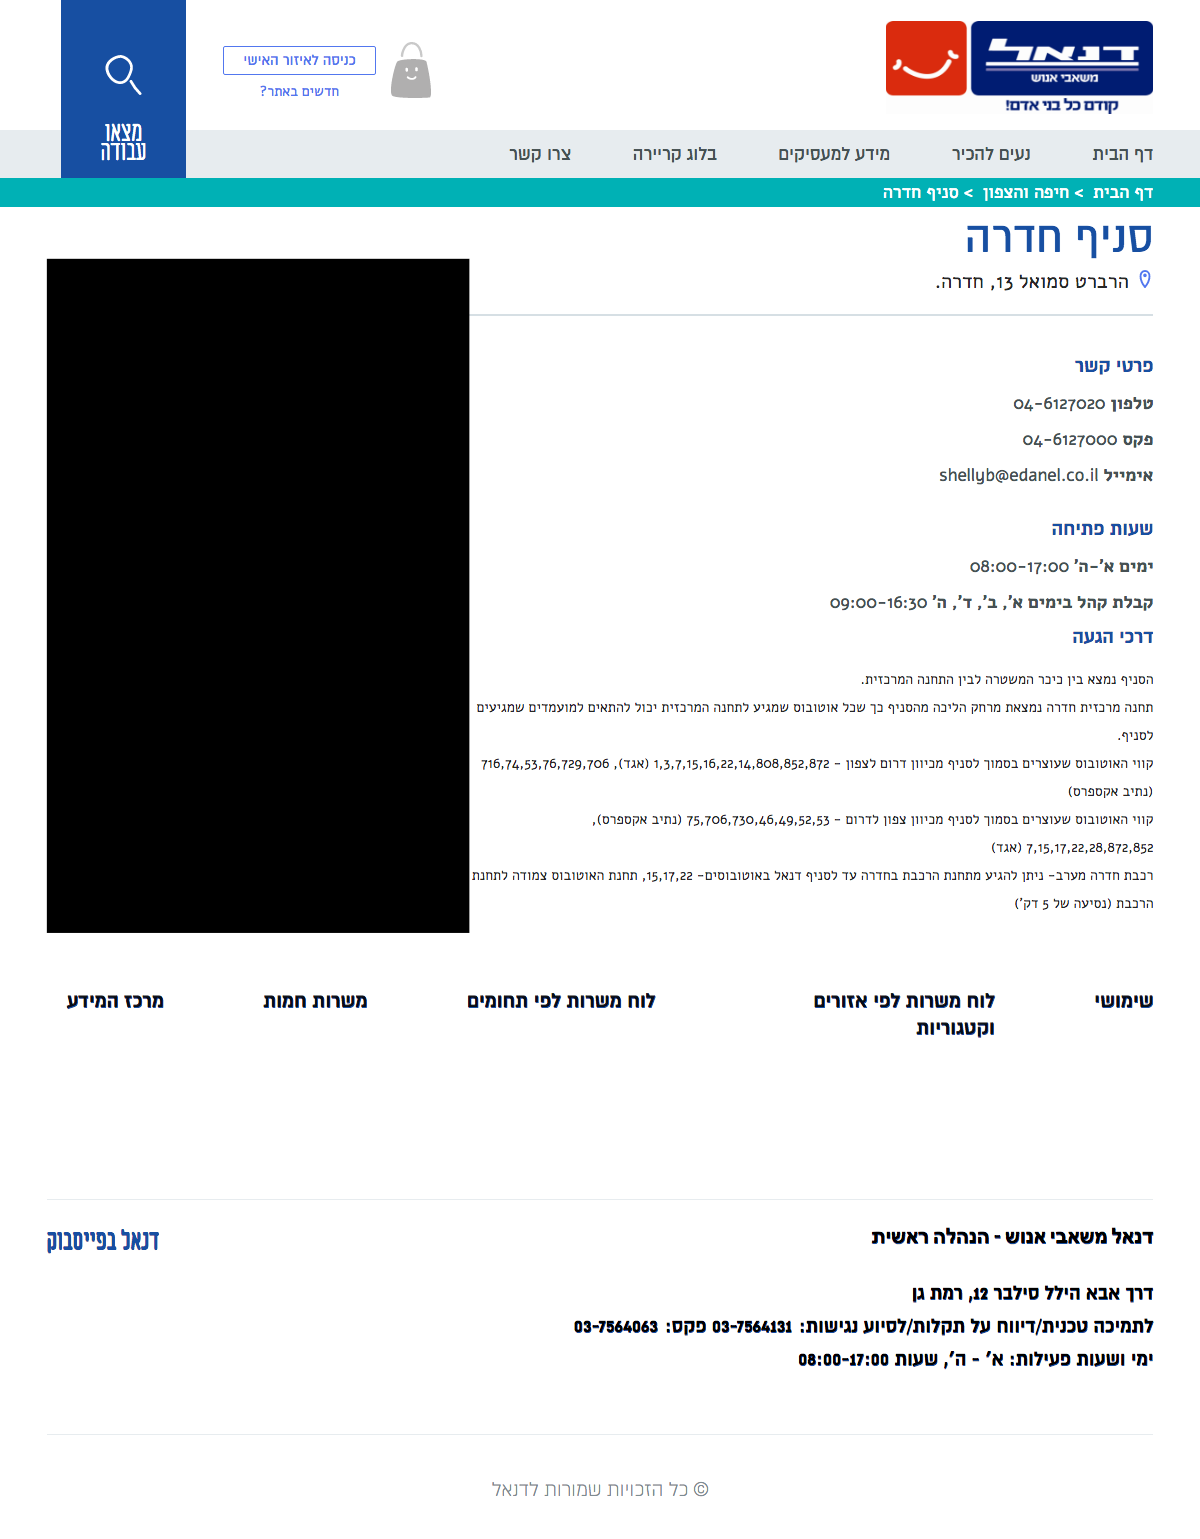 דנאל
משאבי אנוש
קודם כל בני אדם!
כניסה לאיזור האישי
חדשים באתר?
מצאו
עבודה
דף הבית
נעים להכיר
מידע למעסיקים
בלוג קריירה
צרו קשר
דף הבית > חיפה והצפון > סניף חדרה
סניף חדרה
הרברט סמואל 13, חדרה.
פרטי קשר
טלפון 04-6127020
פקס 04-6127000
אימייל shellyb@edanel.co.il
שעות פתיחה
ימים א'-ה' 08:00-17:00
קבלת קהל בימים א', ב', ד', ה' 09:00-16:30
דרכי הגעה
הסניף נמצא בין כיכר המשטרה לבין התחנה המרכזית.
תחנה מרכזית חדרה נמצאת מרחק הליכה מהסניף כך שכל אוטובוס שמגיע לתחנה המרכזית יכול להתאים למועמדים שמגיעים
לסניף.
קווי האוטובוס שעוצרים בסמוך לסניף מכיוון דרום לצפון - 1,3,7,15,16,22,14,808,852,872 (אגד), 716,74,53,76,729,706
(נתיב אקספרס)
קווי האוטובוס שעוצרים בסמוך לסניף מכיוון צפון לדרום - 75,706,730,46,49,52,53 (נתיב אקספרס),
7,15,17,22,28,872,852 (אגד)
רכבת חדרה מערב- ניתן להגיע מתחנת הרכבת בחדרה עד לסניף דנאל באוטובוסים- 15,17,22, תחנת האוטובוס צמודה לתחנת
הרכבת (נסיעה של 5 דק')
שימושי
לוח משרות לפי אזורים
וקטגוריות
לוח משרות לפי תחומים
משרות חמות
מרכז המידע
דנאל משאבי אנוש - הנהלה ראשית
דנאל בפייסבוק
דרך אבא הילל סילבר 12, רמת גן
לתמיכה טכנית/דיווח על תקלות/לסיוע נגישות: 03-7564131 פקס: 03-7564063
ימי ושעות פעילות: א' - ה', שעות 08:00-17:00
© כל הזכויות שמורות לדנאל